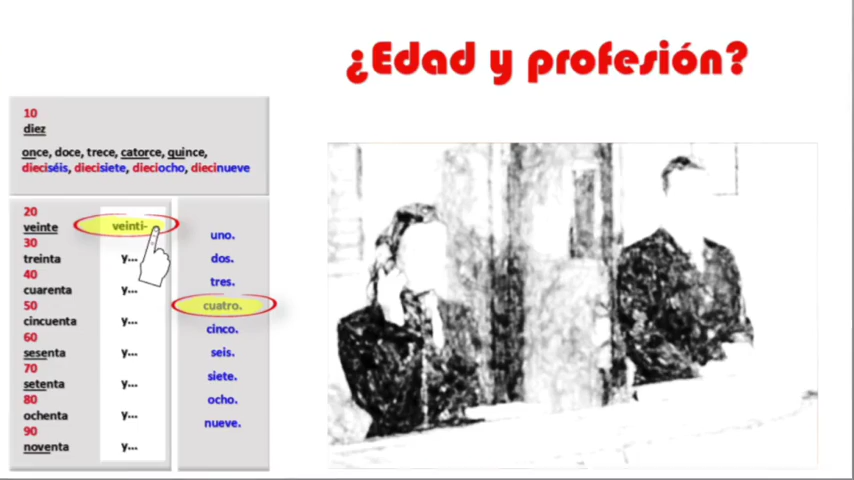 ¿Edad y profesión?
10
diez
once, doce, trece, catorce, quince,
dieciséis, diecisiete, dieciocho, diecinueve
20
veinte veinti-
30
treinta y...
40
cuarenta y...
50
cincuenta y...
60
sesenta y...
70
setenta y...
80
ochenta y...
90
noventa y...
uno.
dos.
tres.
cuatro.
cinco.
seis.
siete.
ocho.
nueve.